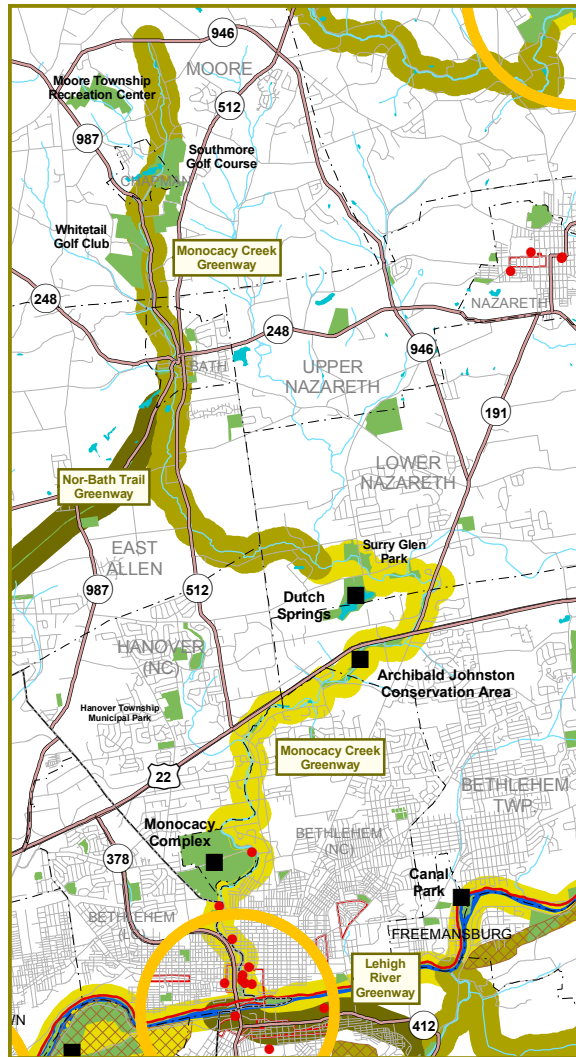 946
MOORE
Moore Township
Recreation Center
512
987
Southmore
Golf Course
CHAPMAN
Whitetail
Golf Club
Monocacy Creek
Greenway
248
NAZARETH
248
946
BATH
UPPER
NAZARETH
191
LOWER
NAZARETH
Nor-Bath Trail
Greenway
EAST
ALLEN
Surry Glen
Park
987
512
Dutch
Springs
HANOVER
(NC)
Archibald Johnston
Conservation Area
Hanover Township
Municipal Park
Monocacy Creek
Greenway
22
BETHLEHEM
TWP
Monocacy
Complex
BETHLEHEM
(NC)
378
Canal
Park
BETHLEHEM
(LC)
FREEMANSBURG
Lehigh
River
Greenway
WN
412